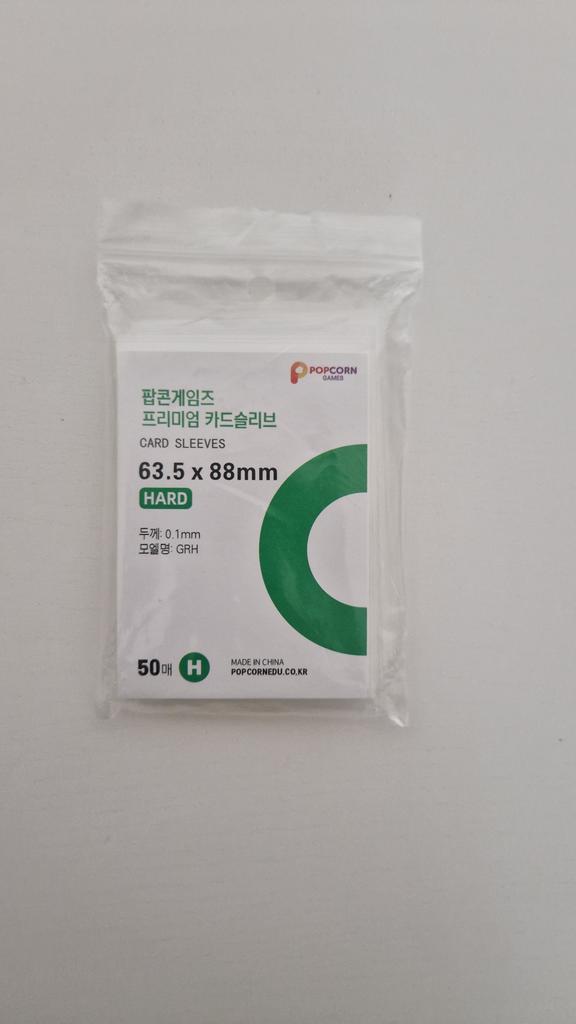 POPCORN
GAMES
팝콘게임즈
프리미엄 카드슬리브
CARD SLEEVES
63.5 x 88mm
HARD
두께: 0.1mm
모델명: GRH
50매
H
MADE IN CHINA
POPCORNEDU.CO.KR